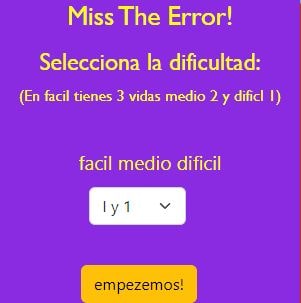 Miss The Error!
Selecciona la dificultad:
(En facil tienes 3 vidas medio 2 y dificl 1)
facil medio dificil
l y 1
empezemos!